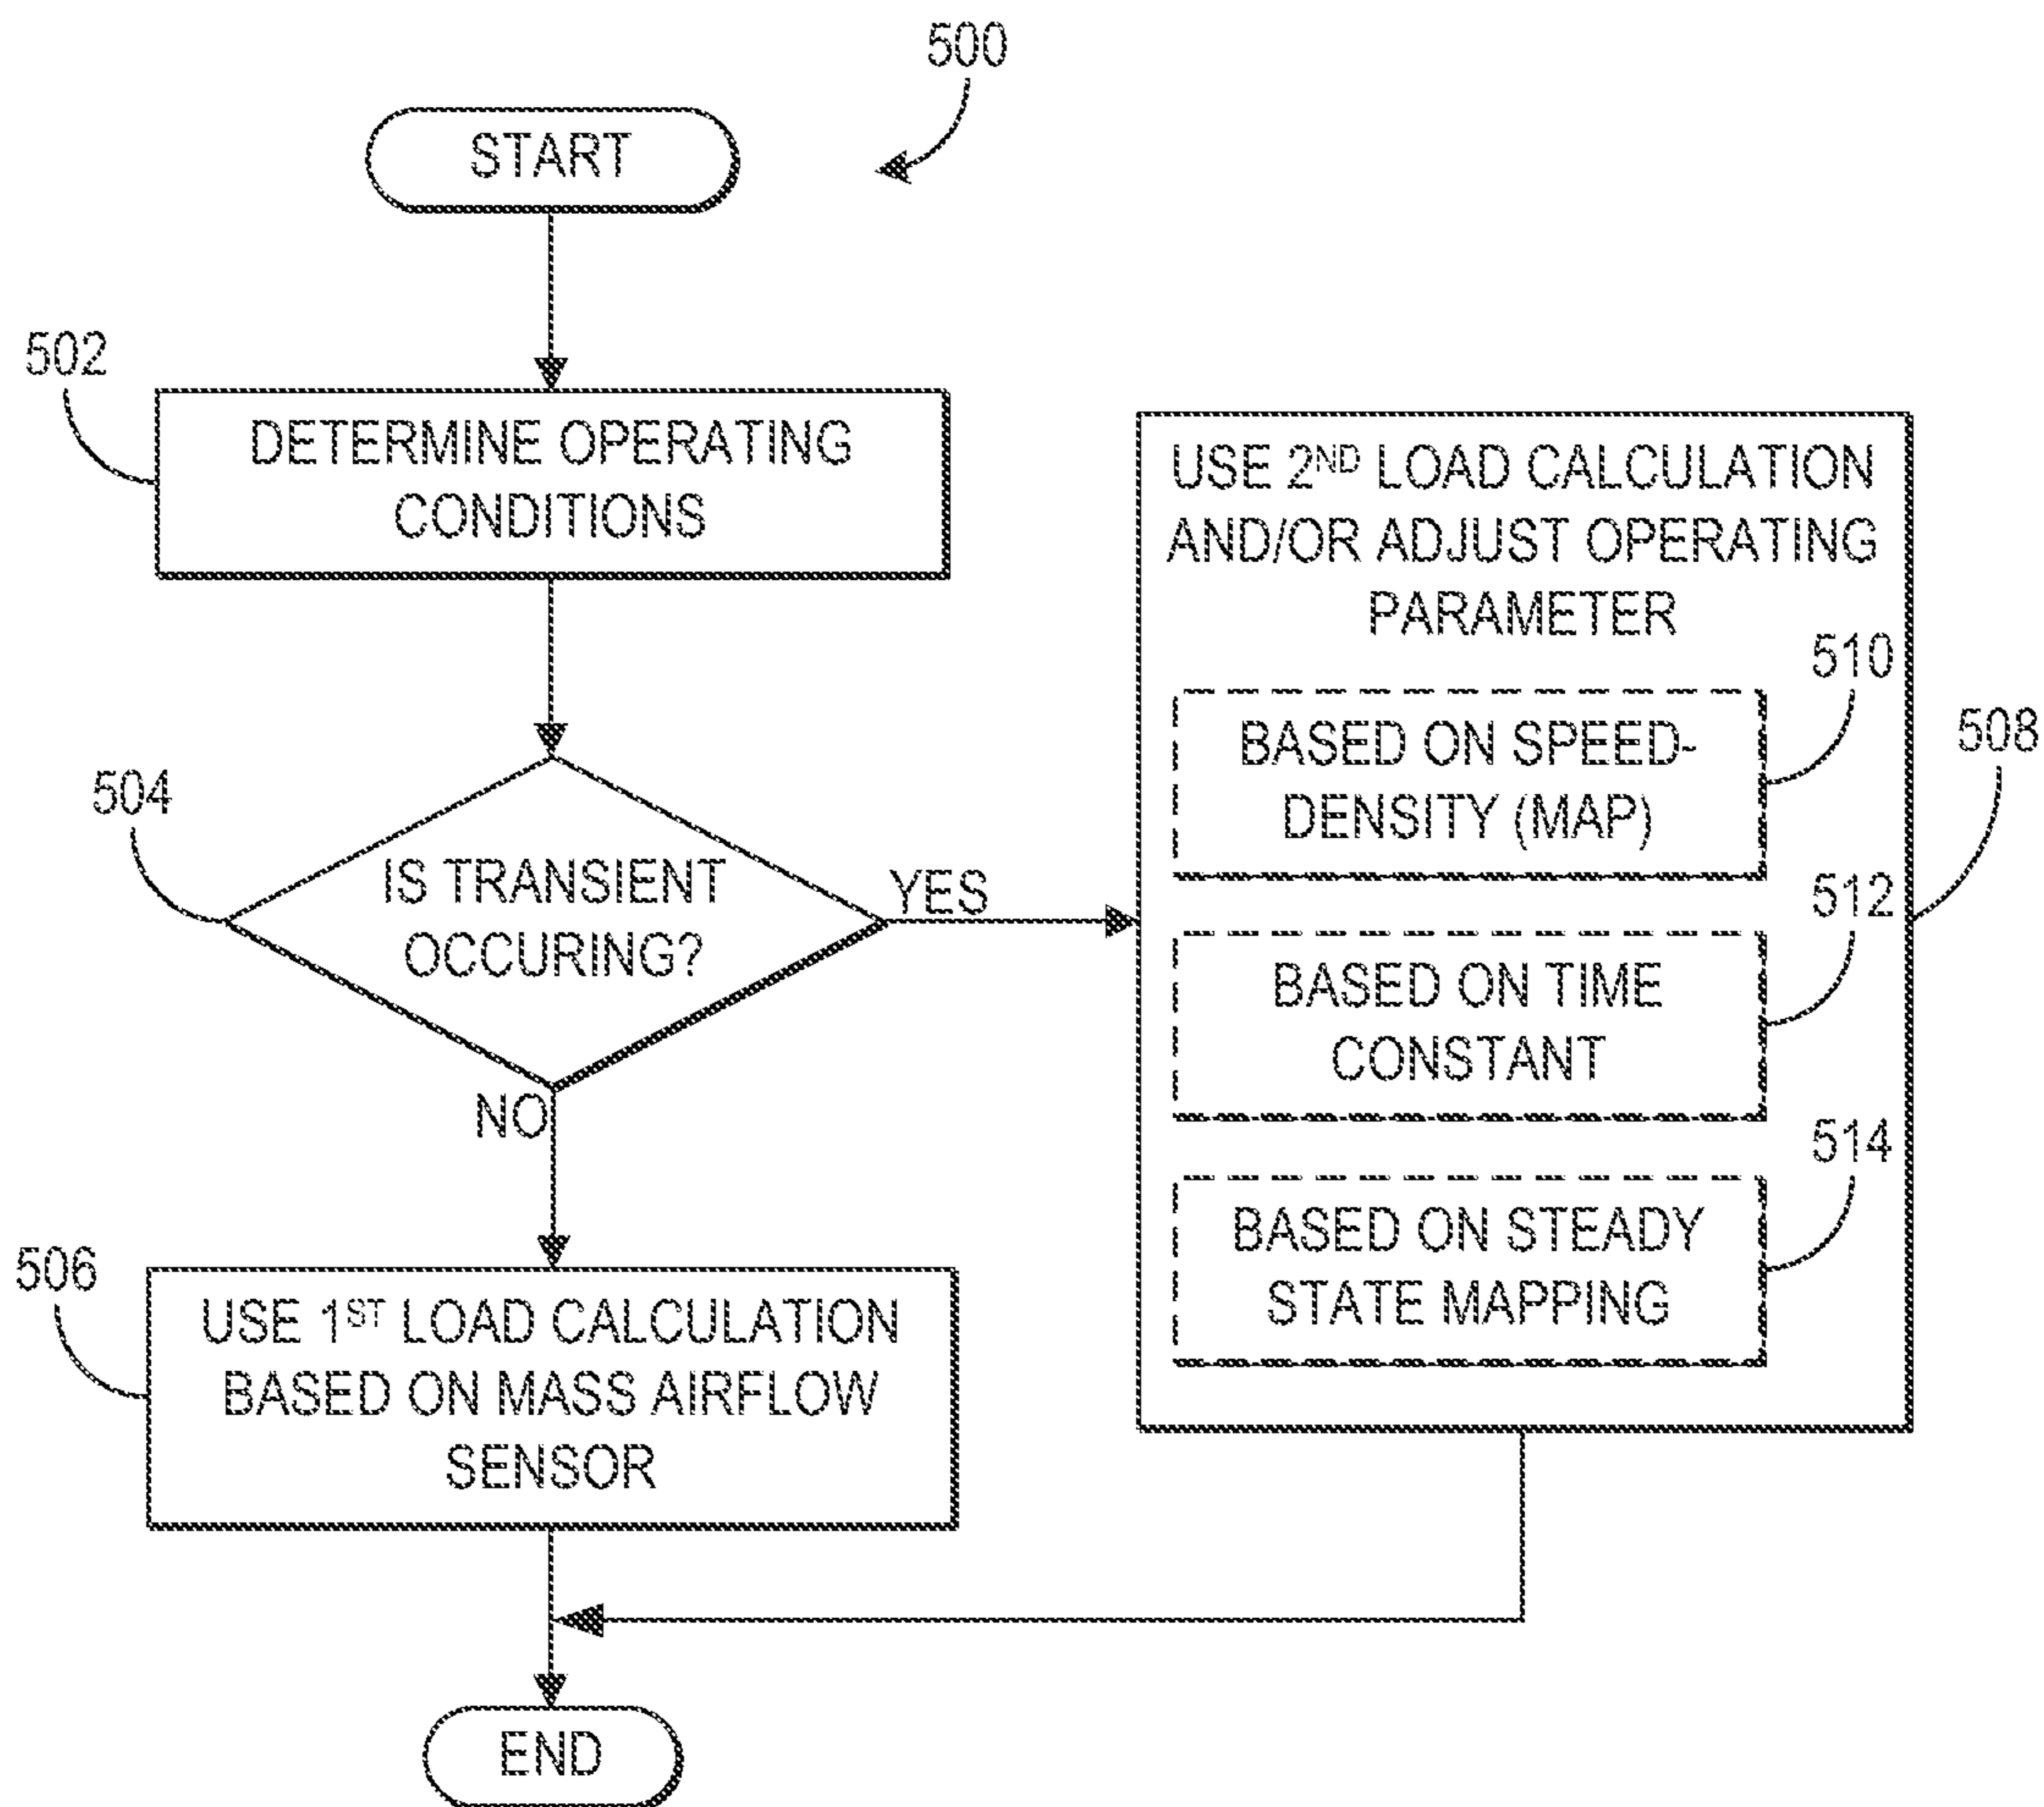 500
START
502
DETERMINE OPERATING
CONDITIONS
504
IS TRANSIENT
OCCURING?
YES
NO
506
USE 1ST LOAD CALCULATION
BASED ON MASS AIRFLOW
SENSOR
USE 2ND LOAD CALCULATION
AND/OR ADJUST OPERATING
PARAMETER
508
510
BASED ON SPEED-
DENSITY (MAP)
512
BASED ON TIME
CONSTANT
514
BASED ON STEADY
STATE MAPPING
END